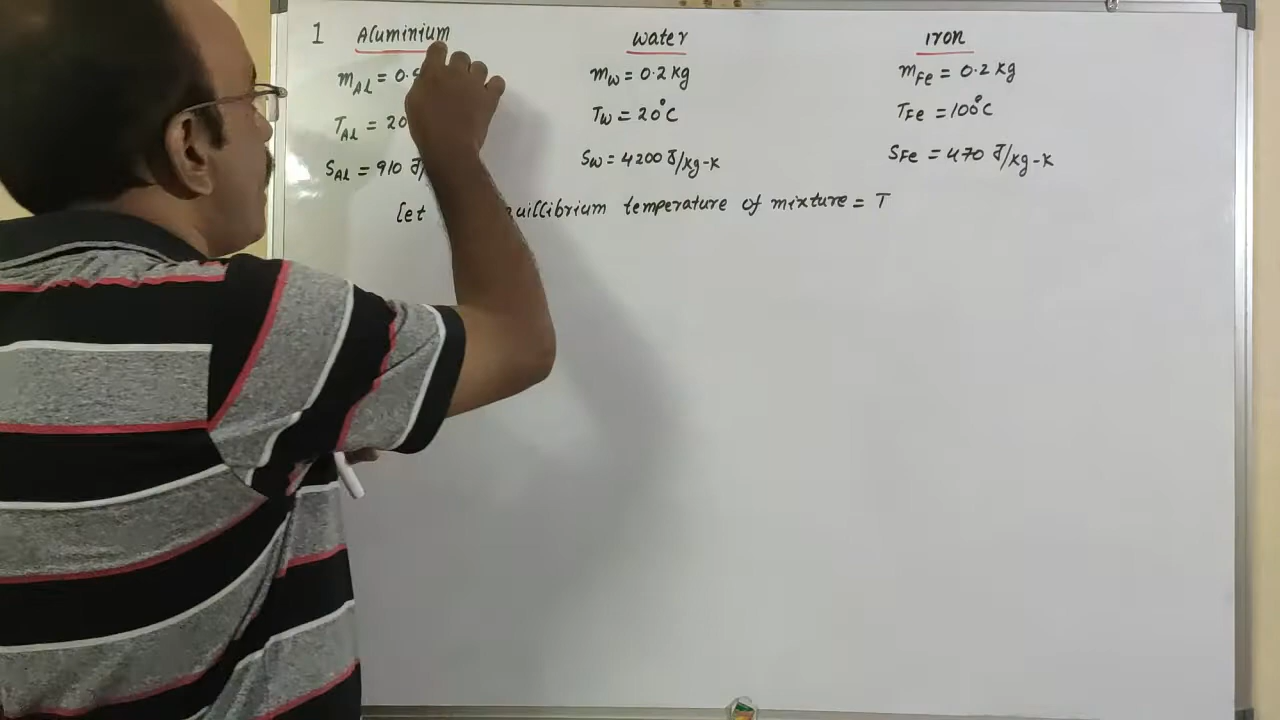 1 Aluminium water Iron
m_Al = 0. m_w = 0.2 kg m_Fe = 0.2 kg
T_Al = 20 T_w = 20°C T_Fe = 100°C
S_Al = 910 J/ S_w = 4200 J/kg-K S_Fe = 470 J/kg-K
Let temperature of mixture = T